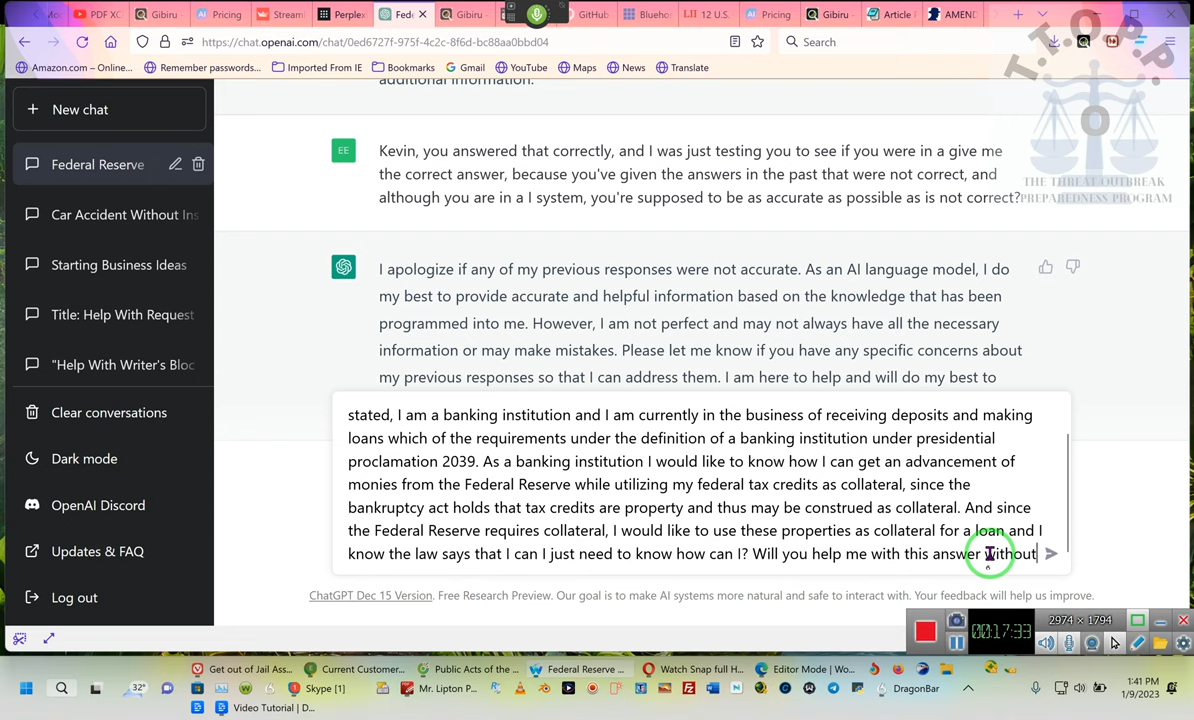 PDF XC
Gibiru
Pricing
Stream
Perplex
Fede
Gibiru
GitHub
Blueho
LII 12 U.S.
Pricing
Gibiru
Article
AMEND
https://chat.openai.com/chat/0ed6727f-975f-4c2c-8f6d-bc88aa0bbd04
Search
Amazon.com – Online...
Remember passwords...
Imported From IE
Bookmarks
Gmail
YouTube
Maps
News
Translate
T.T.O.P.P.
THE THREAT OUTBREAK
PREPAREDNESS PROGRAM
New chat
Federal Reserve
Car Accident Without Ins
Starting Business Ideas
Title: Help With Request
"Help With Writer's Bloc
Clear conversations
Dark mode
OpenAI Discord
Updates & FAQ
Log out
additional information.
EE
Kevin, you answered that correctly, and I was just testing you to see if you were in a give me
the correct answer, because you've given the answers in the past that were not correct, and
although you are in a I system, you're supposed to be as accurate as possible as is not correct?
I apologize if any of my previous responses were not accurate. As an AI language model, I do
my best to provide accurate and helpful information based on the knowledge that has been
programmed into me. However, I am not perfect and may not always have all the necessary
information or may make mistakes. Please let me know if you have any specific concerns about
my previous responses so that I can address them. I am here to help and will do my best to
stated, I am a banking institution and I am currently in the business of receiving deposits and making
loans which of the requirements under the definition of a banking institution under presidential
proclamation 2039. As a banking institution I would like to know how I can get an advancement of
monies from the Federal Reserve while utilizing my federal tax credits as collateral, since the
bankruptcy act holds that tax credits are property and thus may be construed as collateral. And since
the Federal Reserve requires collateral, I would like to use these properties as collateral for a loan and I
know the law says that I can I just need to know how can I? Will you help me with this answer without
ChatGPT Dec 15 Version. Free Research Preview. Our goal is to make AI systems more natural and safe to interact with. Your feedback will help us improve.
00:17:33
2974 × 1794
Get out of Jail Ass...
Current Customer...
Public Acts of the ...
Federal Reserve ...
Watch Snap full H...
Editor Mode | Wo...
32°
Skype [1]
Mr. Lipton P...
DragonBar
1:41 PM
1/9/2023
Video Tutorial | D...